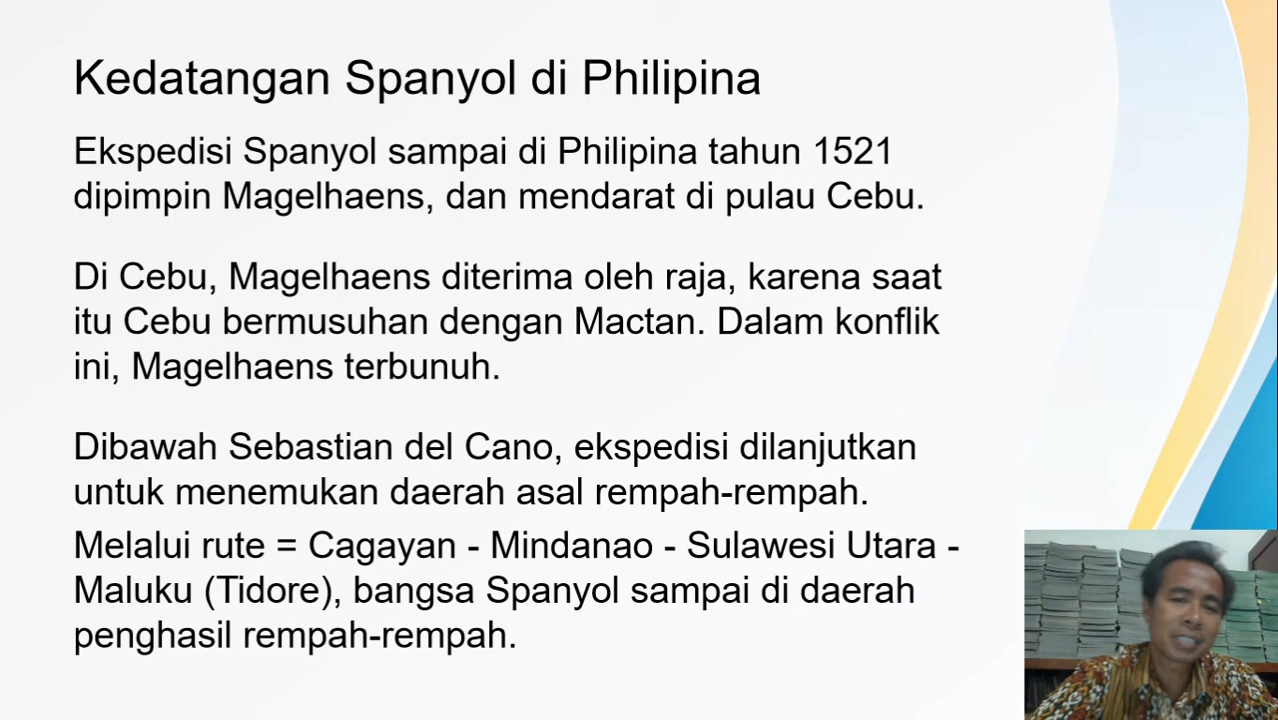 Kedatangan Spanyol di Philipina
Ekspedisi Spanyol sampai di Philipina tahun 1521
dipimpin Magelhaens, dan mendarat di pulau Cebu.
Di Cebu, Magelhaens diterima oleh raja, karena saat
itu Cebu bermusuhan dengan Mactan. Dalam konflik
ini, Magelhaens terbunuh.
Dibawah Sebastian del Cano, ekspedisi dilanjutkan
untuk menemukan daerah asal rempah-rempah.
Melalui rute = Cagayan - Mindanao - Sulawesi Utara -
Maluku (Tidore), bangsa Spanyol sampai di daerah
penghasil rempah-rempah.